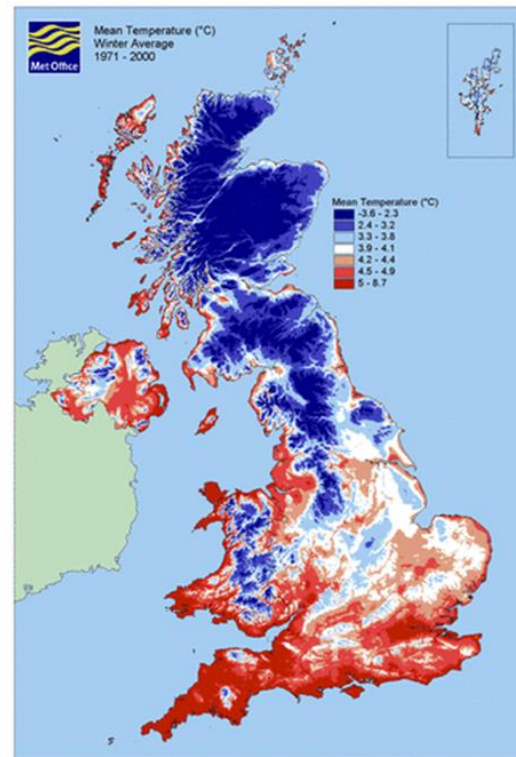 Met Office
Mean Temperature (°C)
Winter Average
1971 - 2000
Mean Temperature (°C)
-3.6 - 2.3
2.4 - 3.2
3.3 - 3.8
3.9 - 4.1
4.2 - 4.4
4.5 - 4.9
5 - 8.7